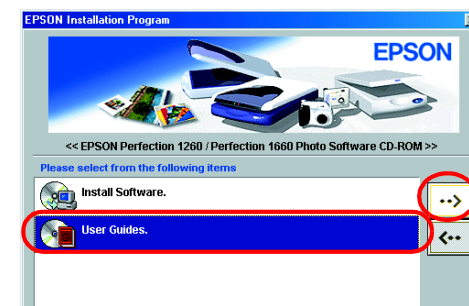 EPSON Installation Program
EPSON
<< EPSON Perfection 1260 / Perfection 1660 Photo Software CD-ROM >>
Please select from the following items
Install Software.
User Guides.
-->
<--